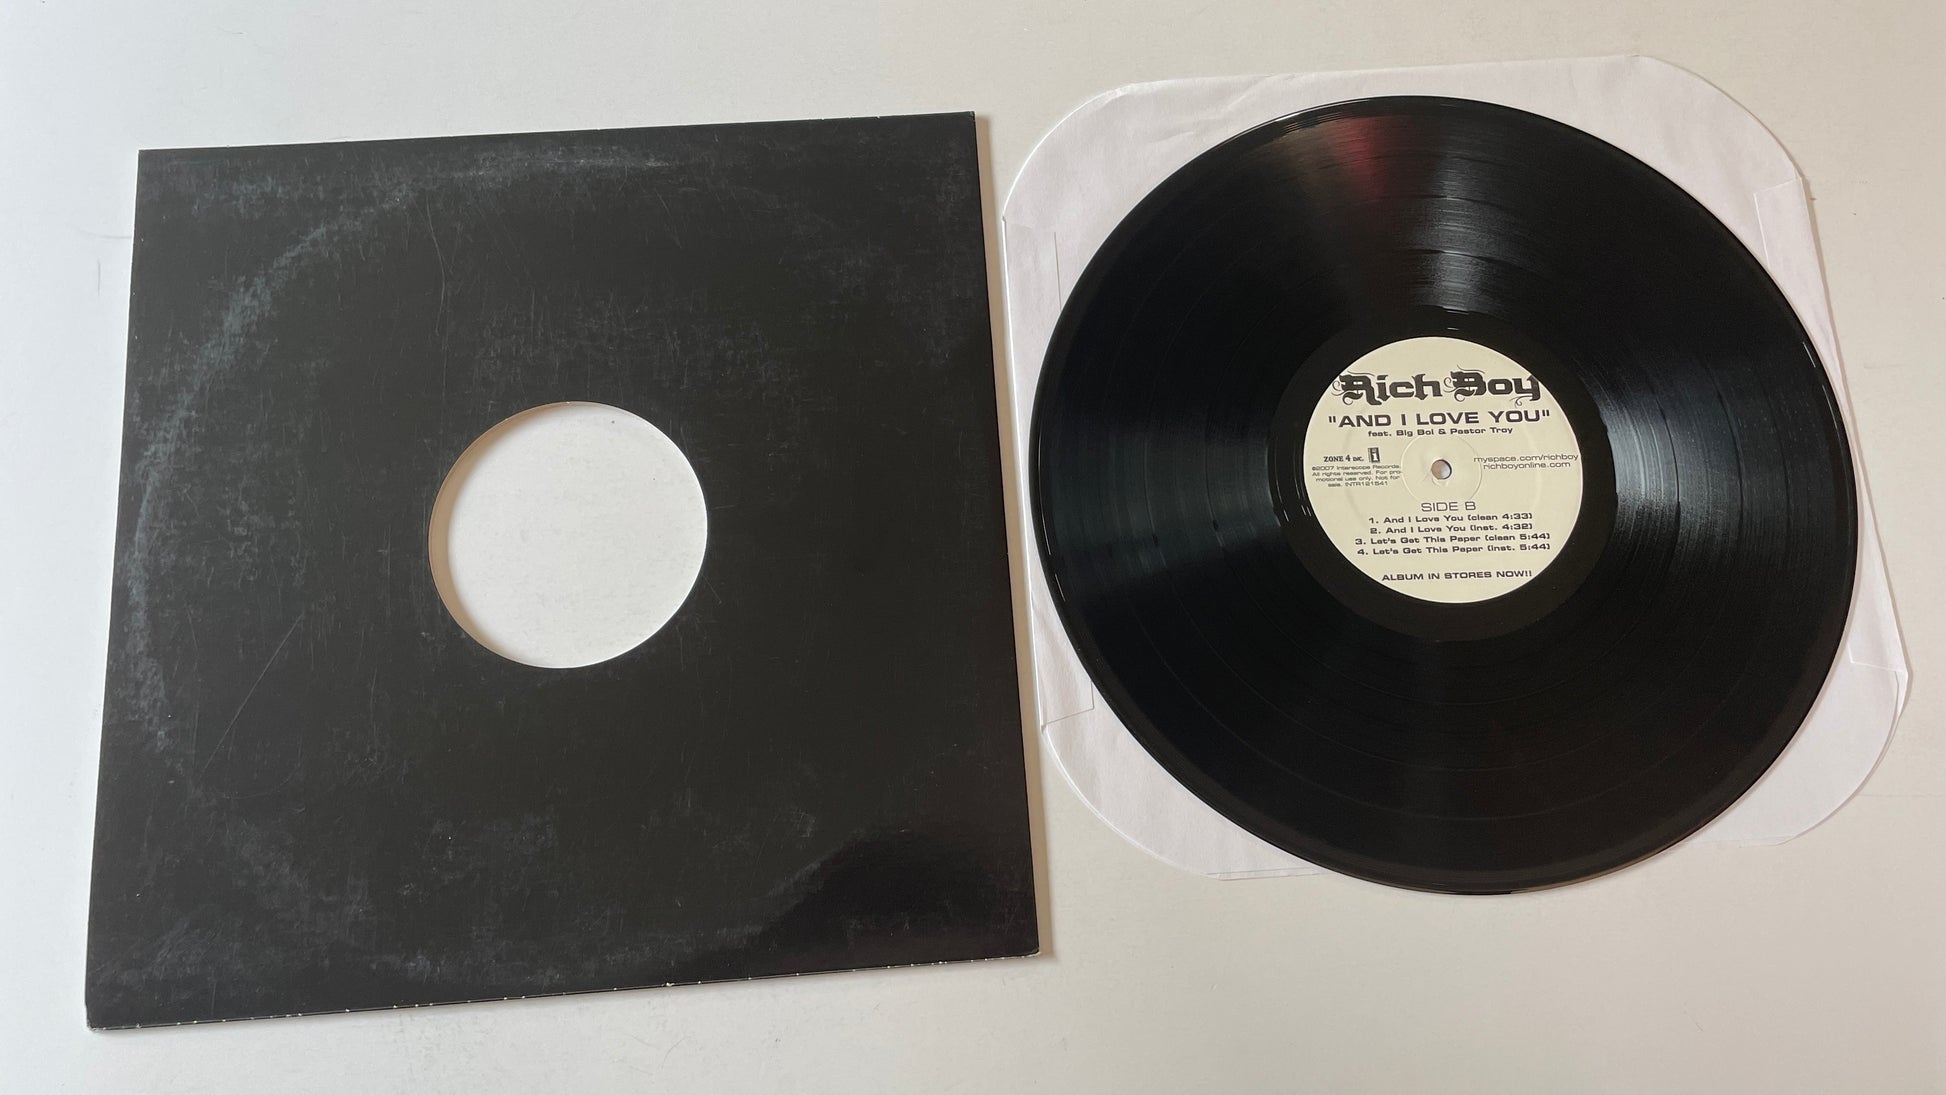 Rich Boy
"AND I LOVE YOU"
feat. Big Boi & Pastor Troy
ZONE 4 INC. i
©2007 Interscope Records.
All rights reserved. For pro-
motional use only. Not for
sale. INTR121541
myspace.com/richboy
richboyonline.com
SIDE B
1. And I Love You (clean 4:33)
2. And I Love You (inst. 4:32)
3. Let's Get This Paper (clean 5:44)
4. Let's Get This Paper (inst. 5:44)
ALBUM IN STORES NOW!!